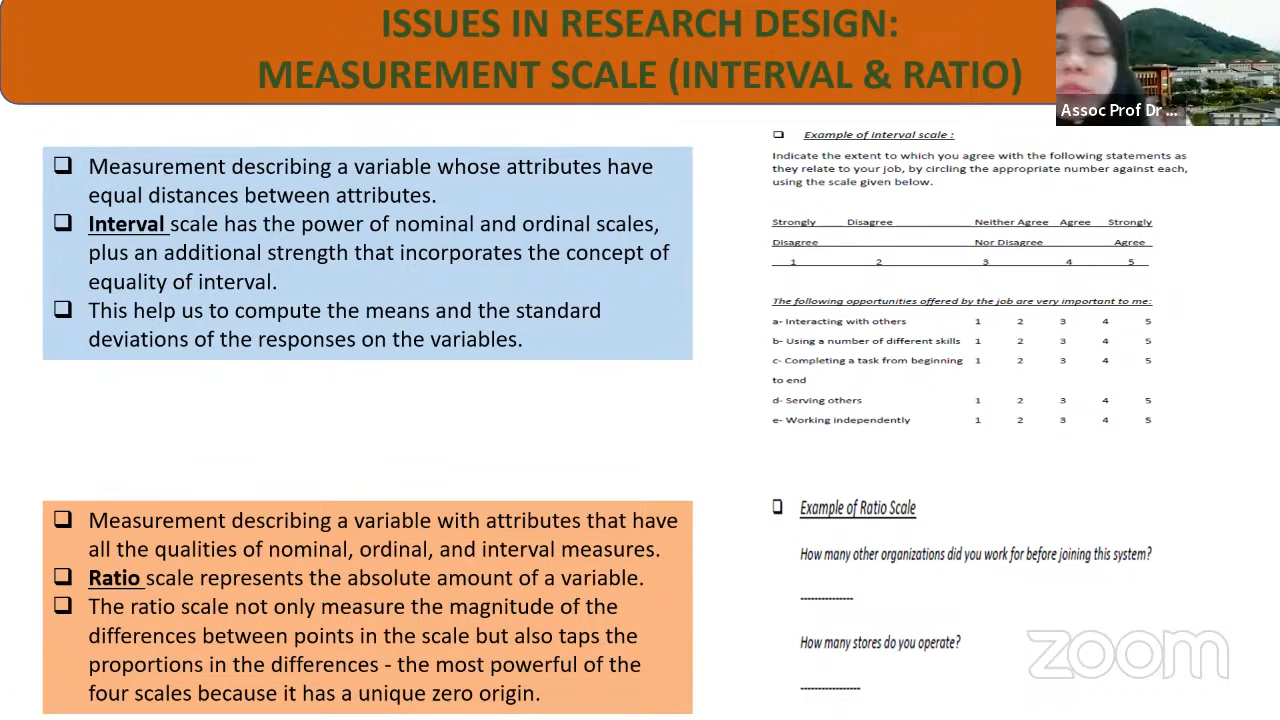 ISSUES IN RESEARCH DESIGN:
MEASUREMENT SCALE (INTERVAL & RATIO)
Assoc Prof Dr ...
Measurement describing a variable whose attributes have
equal distances between attributes.
Interval scale has the power of nominal and ordinal scales,
plus an additional strength that incorporates the concept of
equality of interval.
This help us to compute the means and the standard
deviations of the responses on the variables.
Example of interval scale :
Indicate the extent to which you agree with the following statements as
they relate to your job, by circling the appropriate number against each,
using the scale given below.
Strongly Disagree Neither Agree Agree Strongly
Disagree Nor Disagree Agree
1 2 3 4 5
The following opportunities offered by the job are very important to me:
a- Interacting with others 1 2 3 4 5
b- Using a number of different skills 1 2 3 4 5
c- Completing a task from beginning 1 2 3 4 5
to end
d- Serving others 1 2 3 4 5
e- Working independently 1 2 3 4 5
Measurement describing a variable with attributes that have
all the qualities of nominal, ordinal, and interval measures.
Ratio scale represents the absolute amount of a variable.
The ratio scale not only measure the magnitude of the
differences between points in the scale but also taps the
proportions in the differences - the most powerful of the
four scales because it has a unique zero origin.
Example of Ratio Scale
How many other organizations did you work for before joining this system?
---------------
How many stores do you operate?
-----------------
zoom